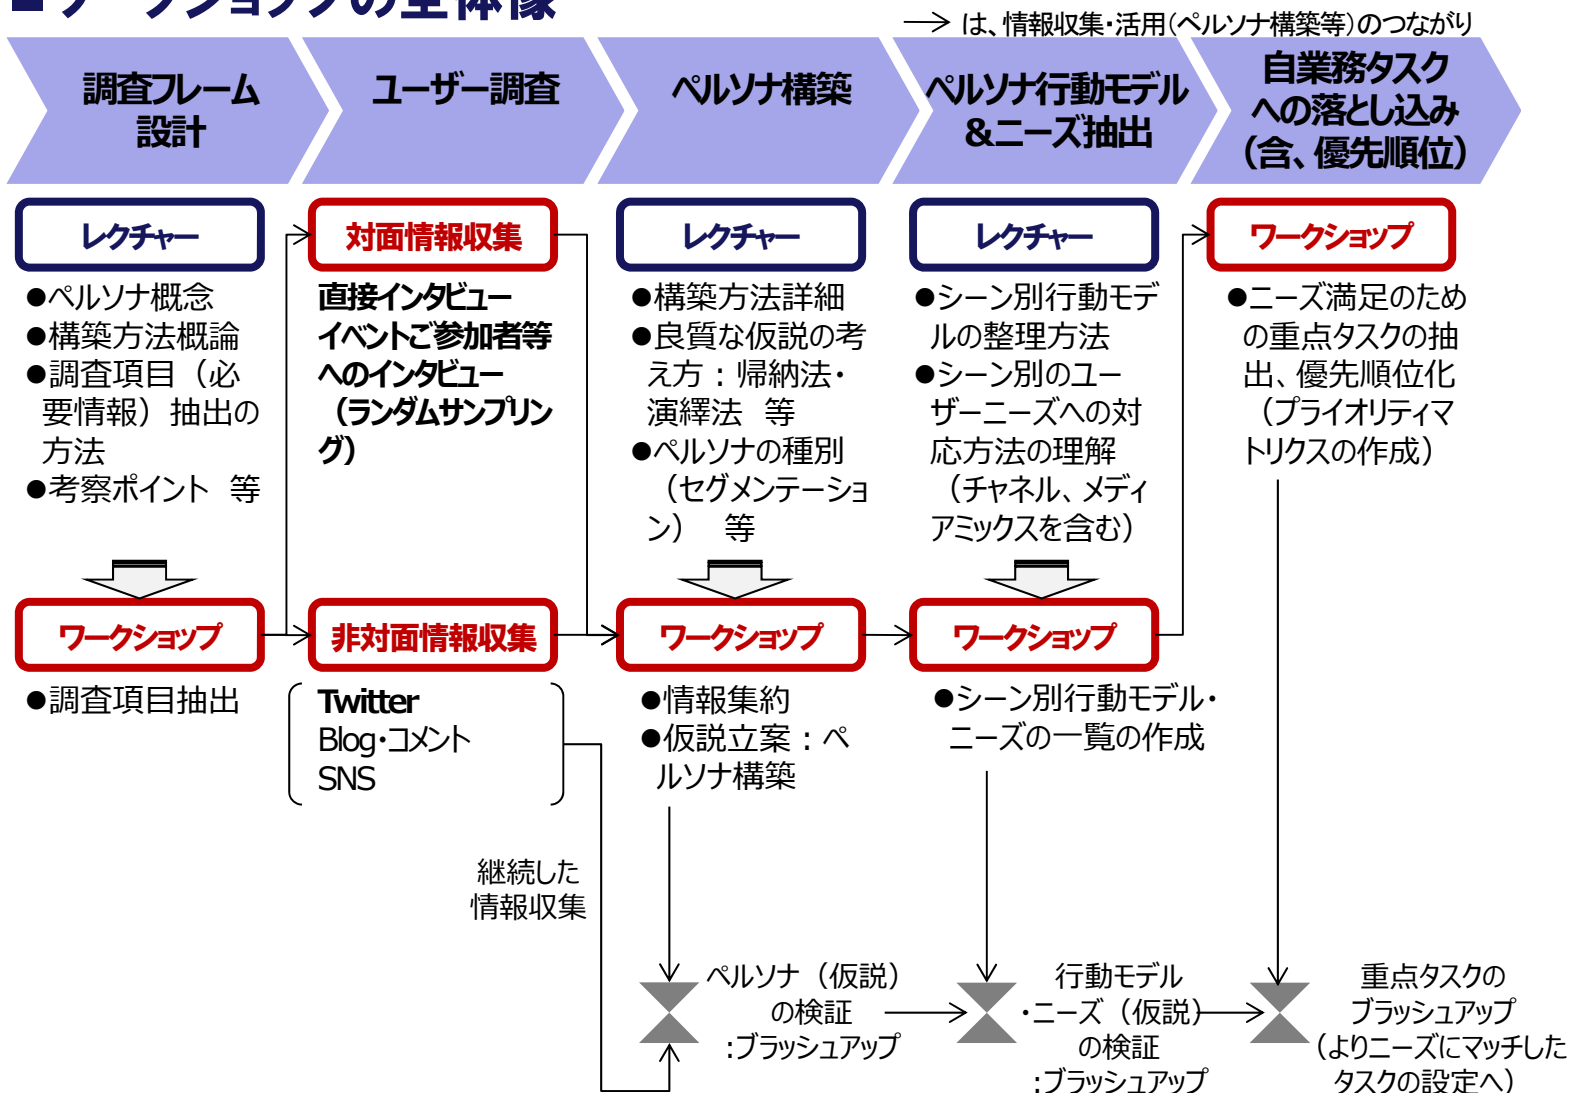 ■ワークショップの全体像
→ は、情報収集・活用(ペルソナ構築等)のつながり
調査フレーム
設計
ユーザー調査
ペルソナ構築
ペルソナ行動モデル
&ニーズ抽出
自業務タスク
への落とし込み
(含、優先順位)
レクチャー
●ペルソナ概念
●構築方法概論
●調査項目(必
要情報)抽出の
方法
●考察ポイント 等
ワークショップ
●調査項目抽出
対面情報収集
直接インタビュー
イベントご参加者等
へのインタビュー
(ランダムサンプリン
グ)
非対面情報収集
Twitter
Blog・コメント
SNS
継続した
情報収集
レクチャー
●構築方法詳細
●良質な仮説の考
え方:帰納法・
演繹法 等
●ペルソナの種別
(セグメンテーショ
ン) 等
ワークショップ
●情報集約
●仮説立案:ペ
ルソナ構築
レクチャー
●シーン別行動モデ
ルの整理方法
●シーン別のユー
ザーニーズへの対
応方法の理解
(チャネル、メディ
アミックスを含む)
ワークショップ
●シーン別行動モデル・
ニーズの一覧の作成
ワークショップ
●ニーズ満足のため
の重点タスクの抽
出、優先順位化
(プライオリティマ
トリクスの作成)
ペルソナ(仮説)
の検証
:ブラッシュアップ
行動モデル
・ニーズ(仮説)
の検証
:ブラッシュアップ
重点タスクの
ブラッシュアップ
(よりニーズにマッチした
タスクの設定へ)